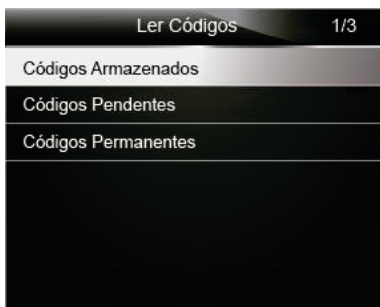 Ler Códigos 1/3
Códigos Armazenados
Códigos Pendentes
Códigos Permanentes